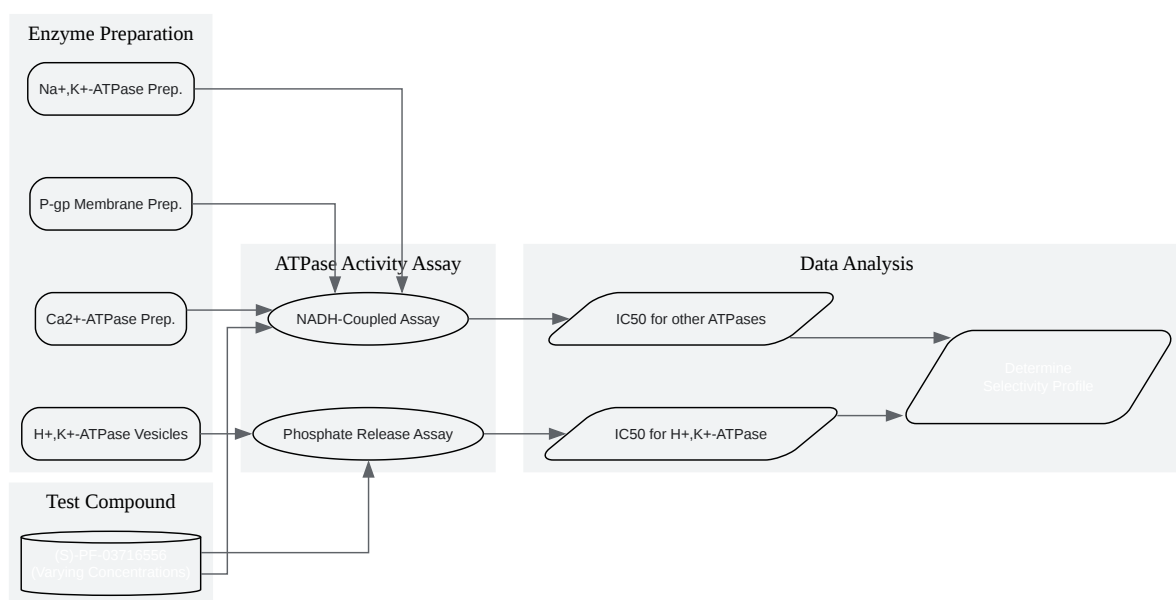 Enzyme Preparation
Na+,K+-ATPase Prep.
P-gp Membrane Prep.
Ca2+-ATPase Prep.
H+,K+-ATPase Vesicles
Test Compound
(S)-PF-03716556
(Varying Concentrations)
ATPase Activity Assay
NADH-Coupled Assay
Phosphate Release Assay
Data Analysis
IC50 for other ATPases
IC50 for H+,K+-ATPase
Determine
Selectivity Profile